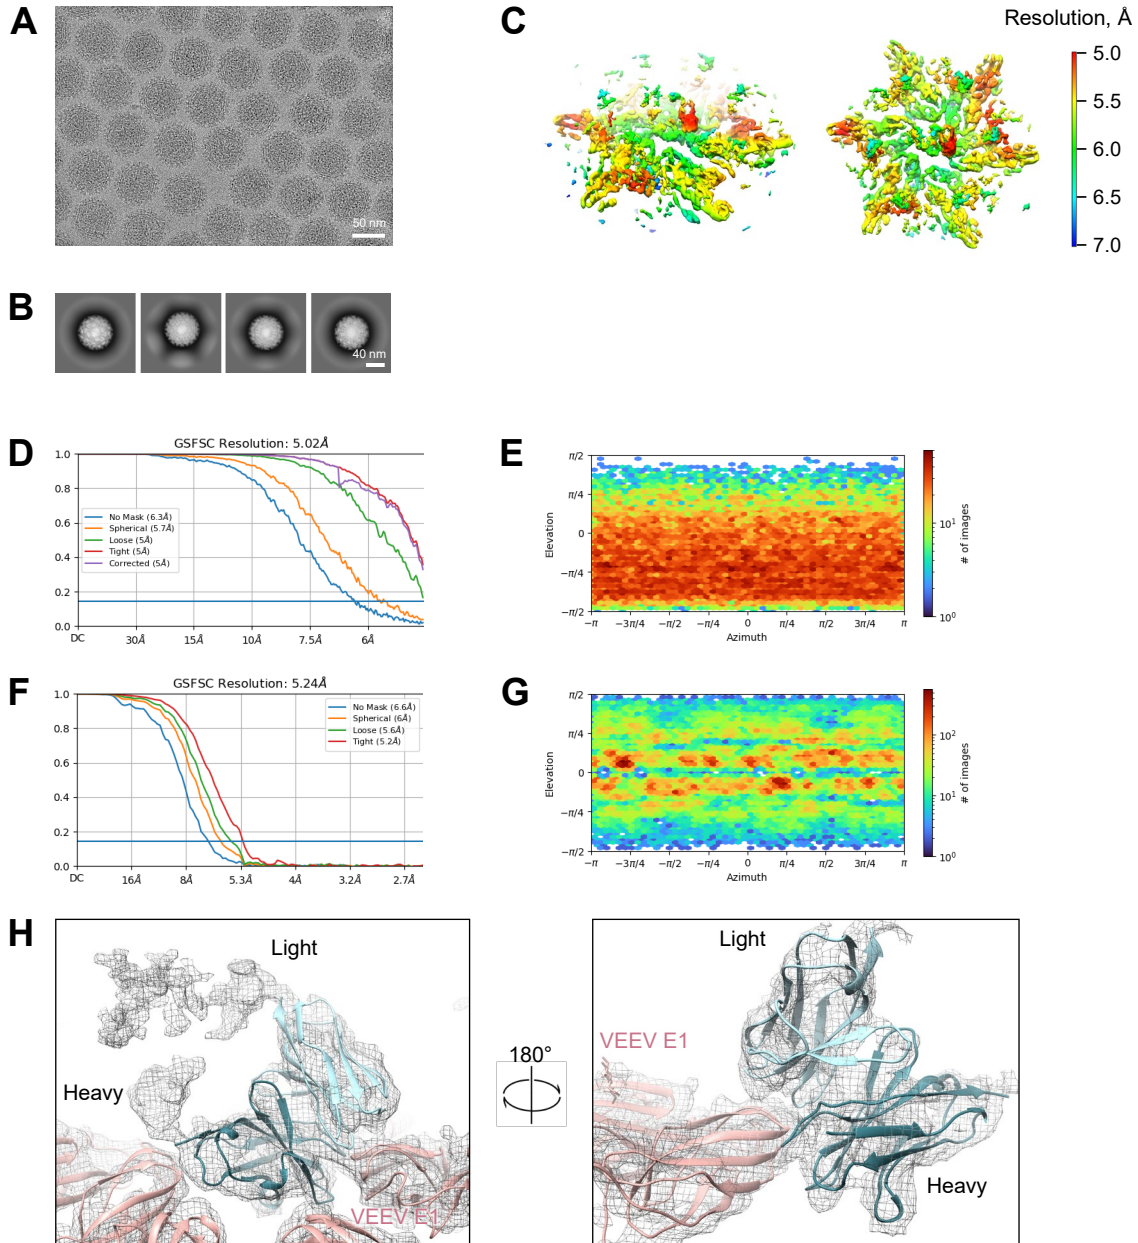 A
50 nm
B
40 nm
C
Resolution, Å
5.0
5.5
6.0
6.5
7.0
D
GSFSC Resolution: 5.02Å
1.0
0.8
0.6
0.4
0.2
0.0
No Mask (6.3Å)
Spherical (5.7Å)
Loose (5Å)
Tight (5Å)
Corrected (5Å)
DC 30Å 15Å 10Å 7.5Å 6Å
E
π/2
π/4
0
−π/4
−π/2
Elevation
−π −3π/4 −π/2 −π/4 0 π/4 π/2 3π/4 π
Azimuth
10¹
10⁰
# of images
F
GSFSC Resolution: 5.24Å
1.0
0.8
0.6
0.4
0.2
0.0
No Mask (6.6Å)
Spherical (6Å)
Loose (5.6Å)
Tight (5.2Å)
DC 16Å 8Å 5.3Å 4Å 3.2Å 2.7Å
G
π/2
π/4
0
−π/4
−π/2
Elevation
−π −3π/4 −π/2 −π/4 0 π/4 π/2 3π/4 π
Azimuth
10²
10¹
10⁰
# of images
H
Light
Heavy
VEEV E1
180°
Light
VEEV E1
Heavy